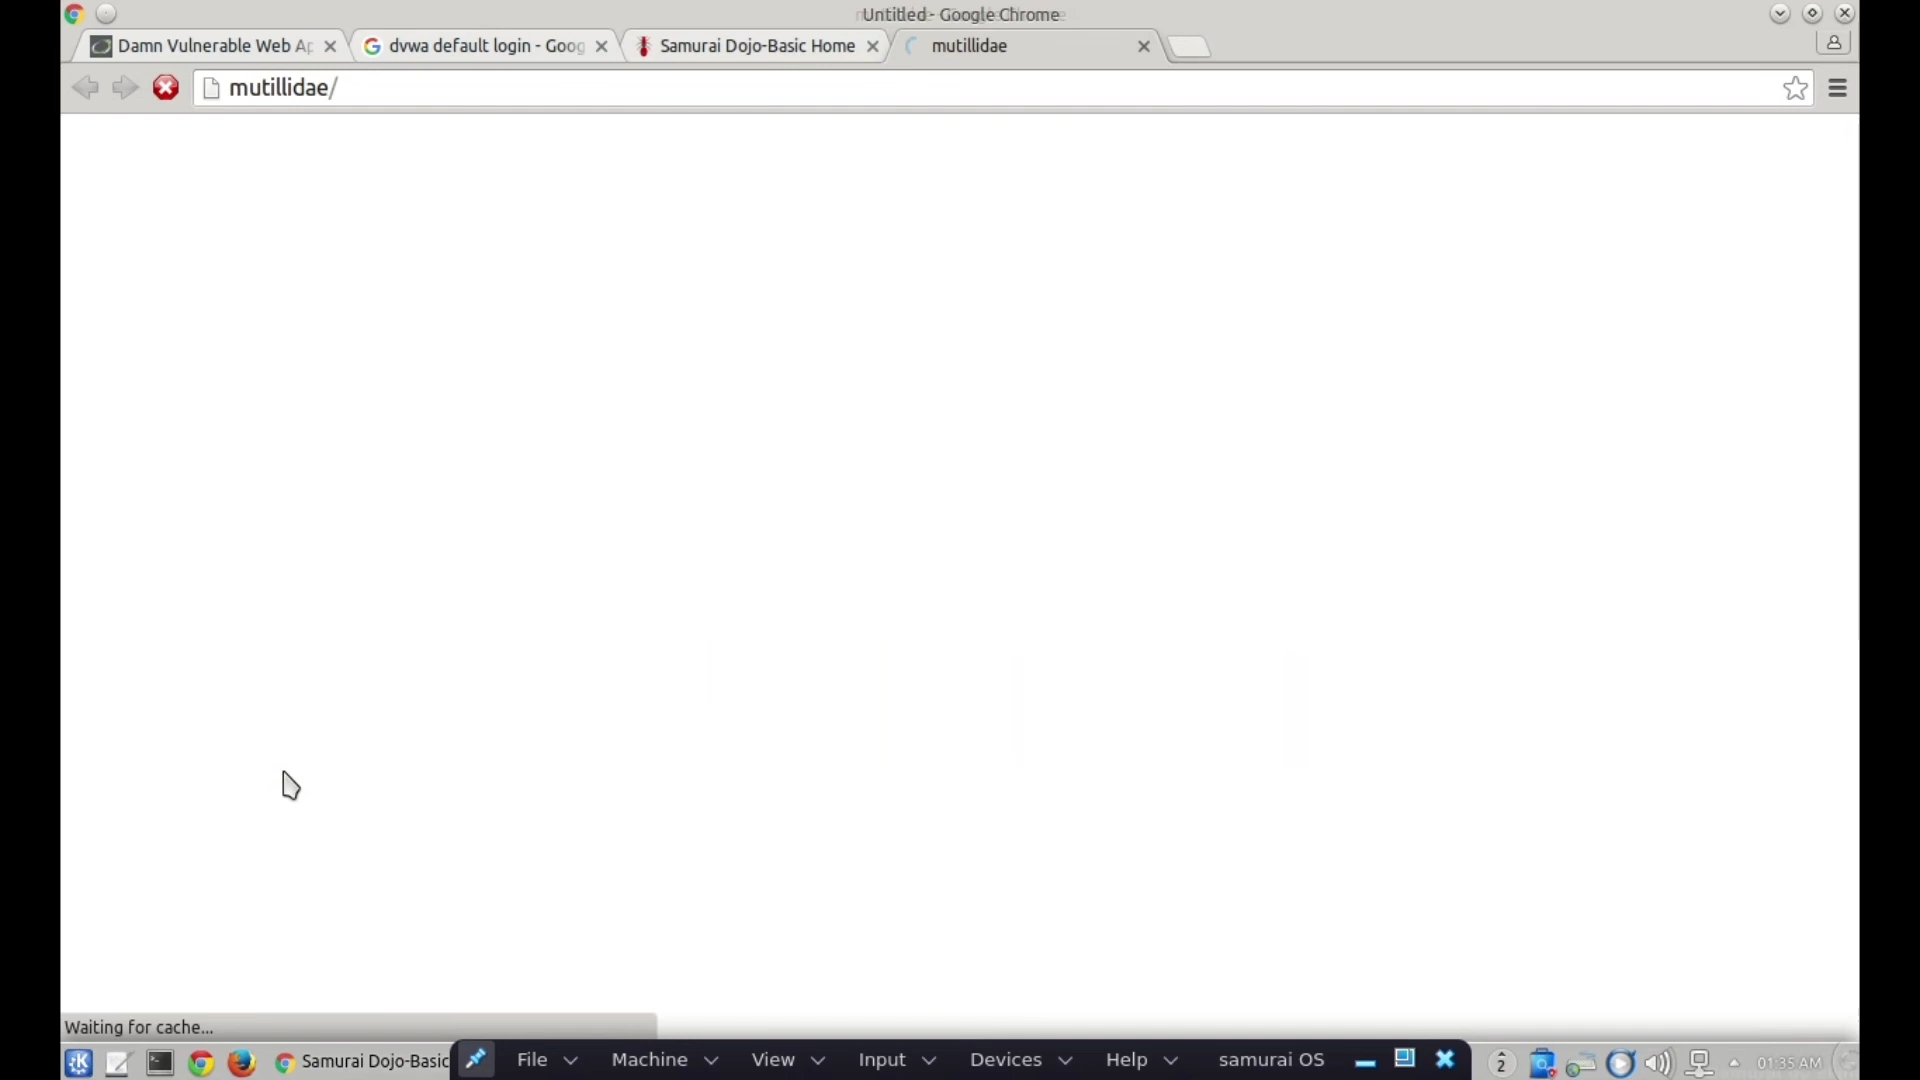 Untitled - Google Chrome
Damn Vulnerable Web Ap
dvwa default login - Goog
Samurai Dojo-Basic Home
mutillidae
mutillidae/
Waiting for cache...
Samurai Dojo-Basic
File
Machine
View
Input
Devices
Help
samurai OS
2
01:35 AM